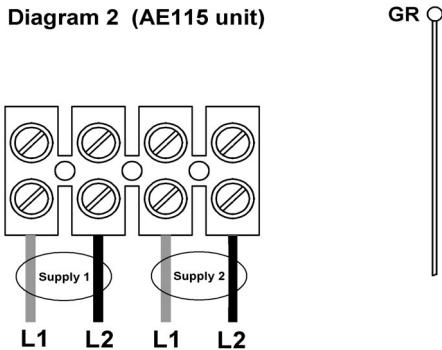 Diagram 2 (AE115 unit)
GR
Supply 1
Supply 2
L1 L2 L1 L2